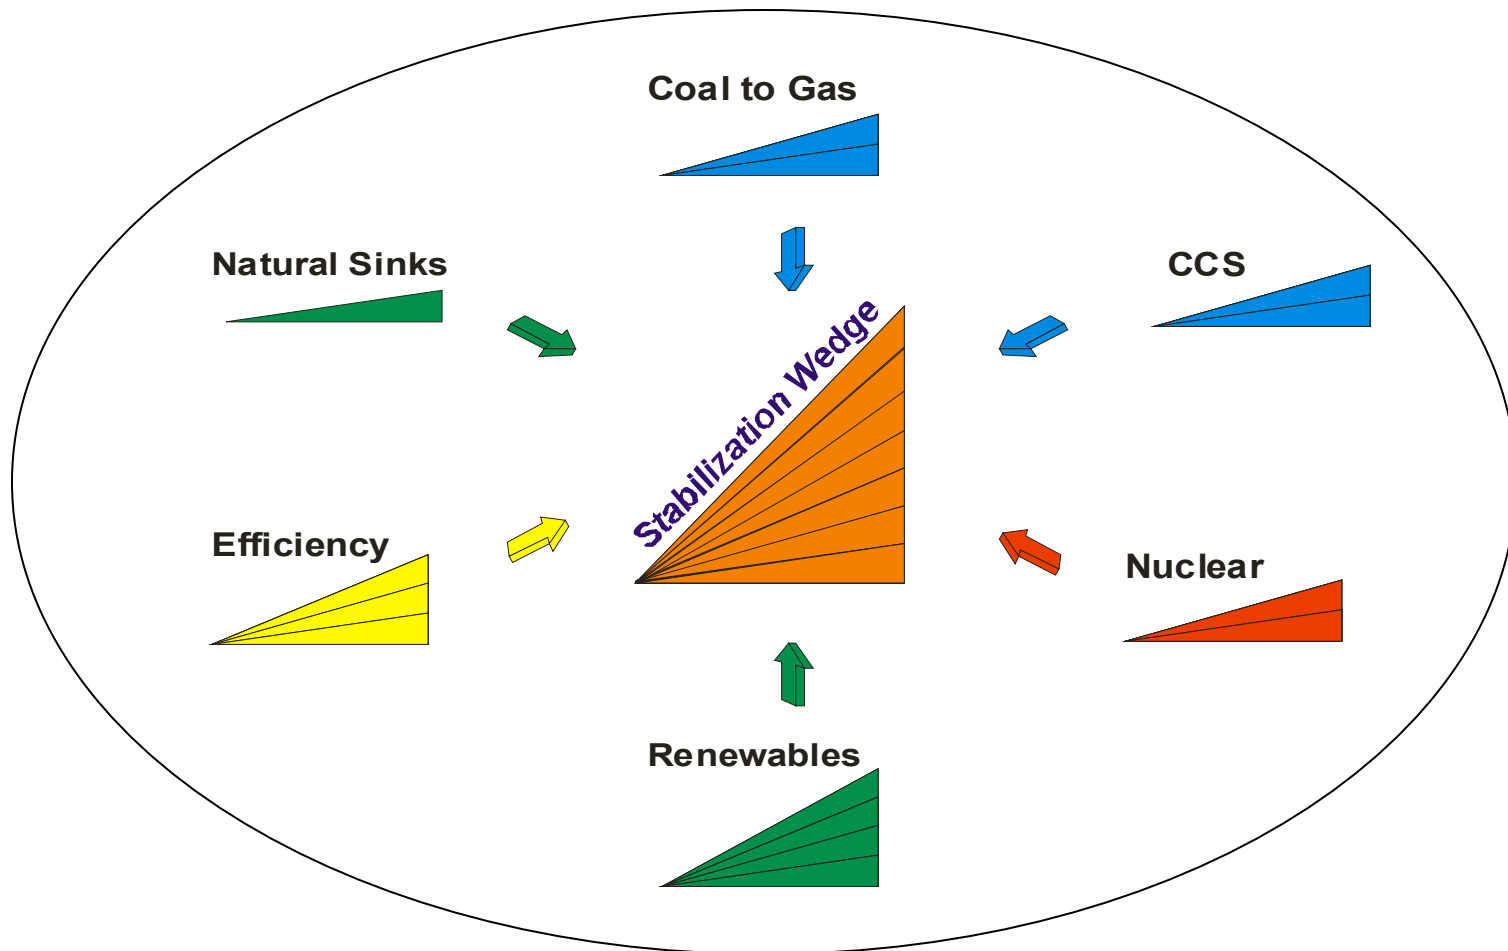 Coal to Gas
Natural Sinks
CCS
Stabilization Wedge
Efficiency
Nuclear
Renewables